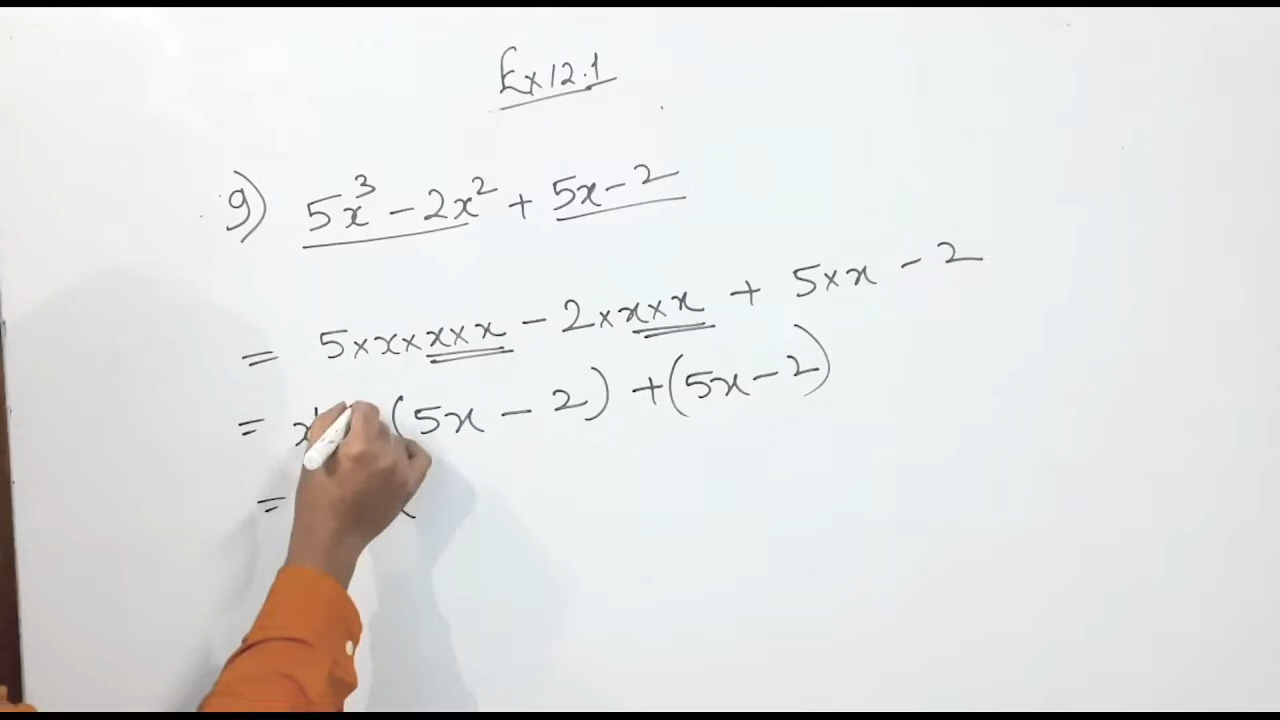 Ex 12.1
9) 5x³ - 2x² + 5x - 2
= 5×x×x×x - 2×x×x + 5×x - 2
= x (5x - 2) + (5x - 2)
= (